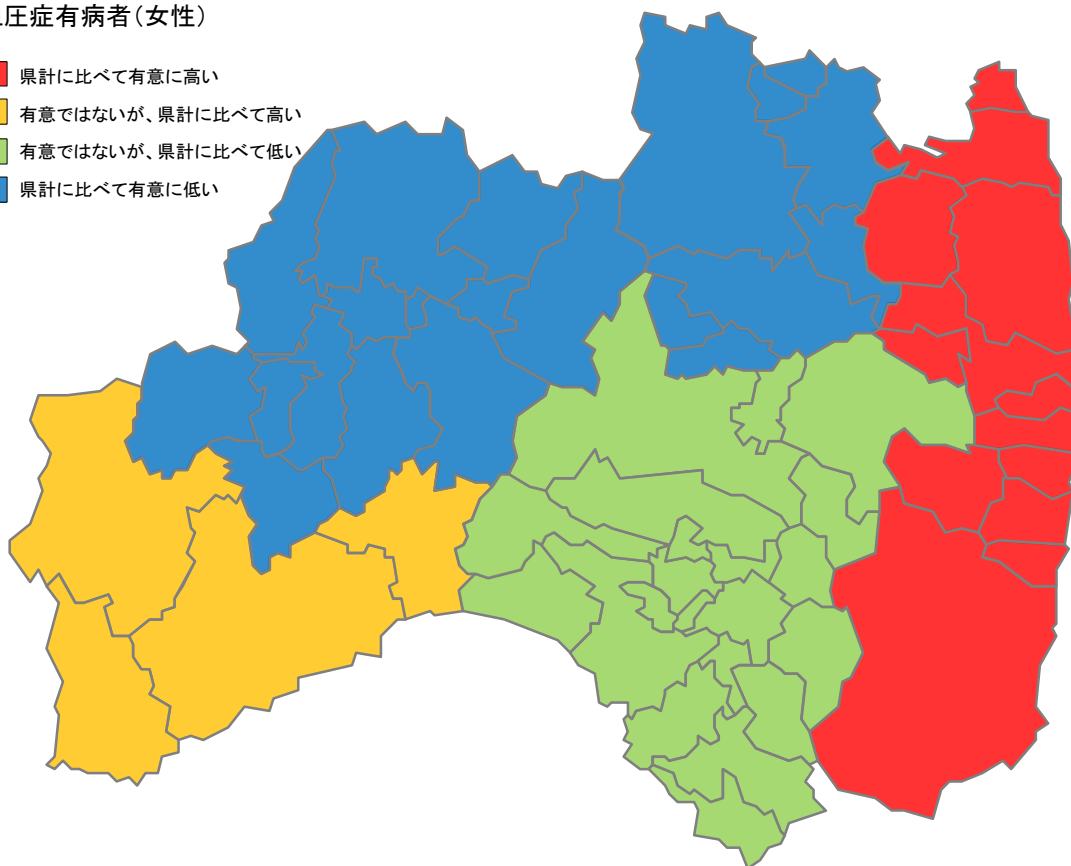 圧症有病者（女性）
県計に比べて有意に高い
有意ではないが、県計に比べて高い
有意ではないが、県計に比べて低い
県計に比べて有意に低い